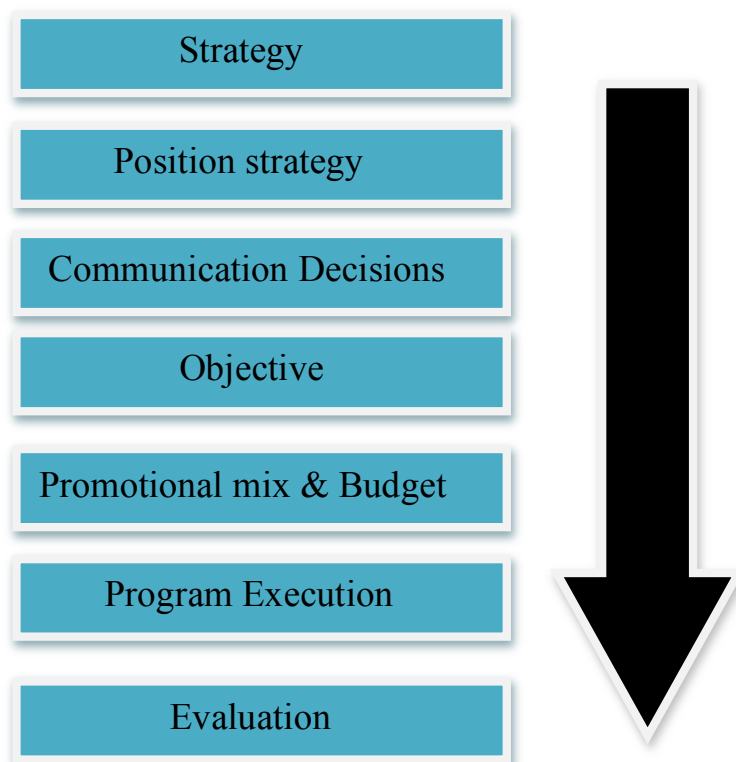 Strategy
Position strategy
Communication Decisions
Objective
Promotional mix & Budget
Program Execution
Evaluation